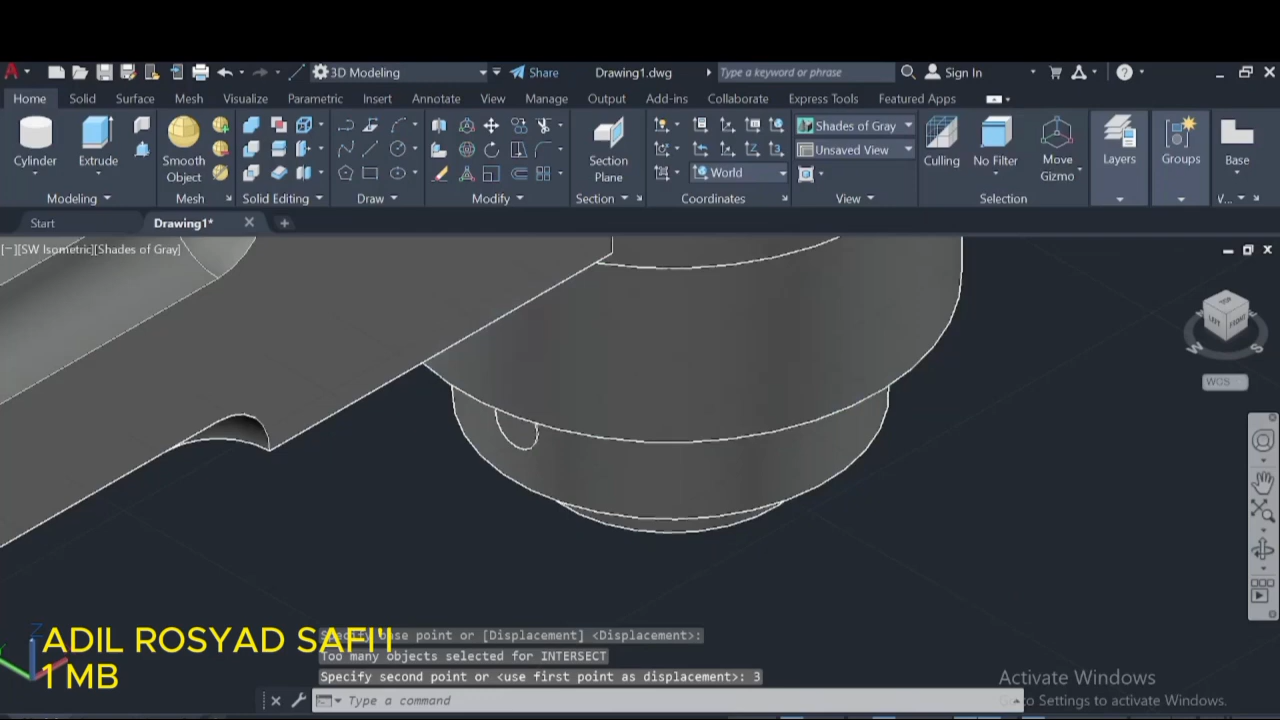 3D Modeling
Share
Drawing1.dwg
Type a keyword or phrase
Sign In
Home Solid Surface Mesh Visualize Parametric Insert Annotate View Manage Output Add-ins Collaborate Express Tools Featured Apps
Cylinder
Extrude
Smooth
Object
Section
Plane
Shades of Gray
Unsaved View
World
Culling
No Filter
Move
Gizmo
Layers
Groups
Base
Modeling
Mesh
Solid Editing
Draw
Modify
Section
Coordinates
View
Selection
V...
Start
Drawing1*
[−][SW Isometric][Shades of Gray]
TOP
LEFT
FRONT
W
S
WCS
Z
ADIL ROSYAD SAFI'I
1 MB
Specify base point or [Displacement] <Displacement>:
Too many objects selected for INTERSECT
Specify second point or <use first point as displacement>: 3
Type a command
Activate Windows
Go to Settings to activate Windows.